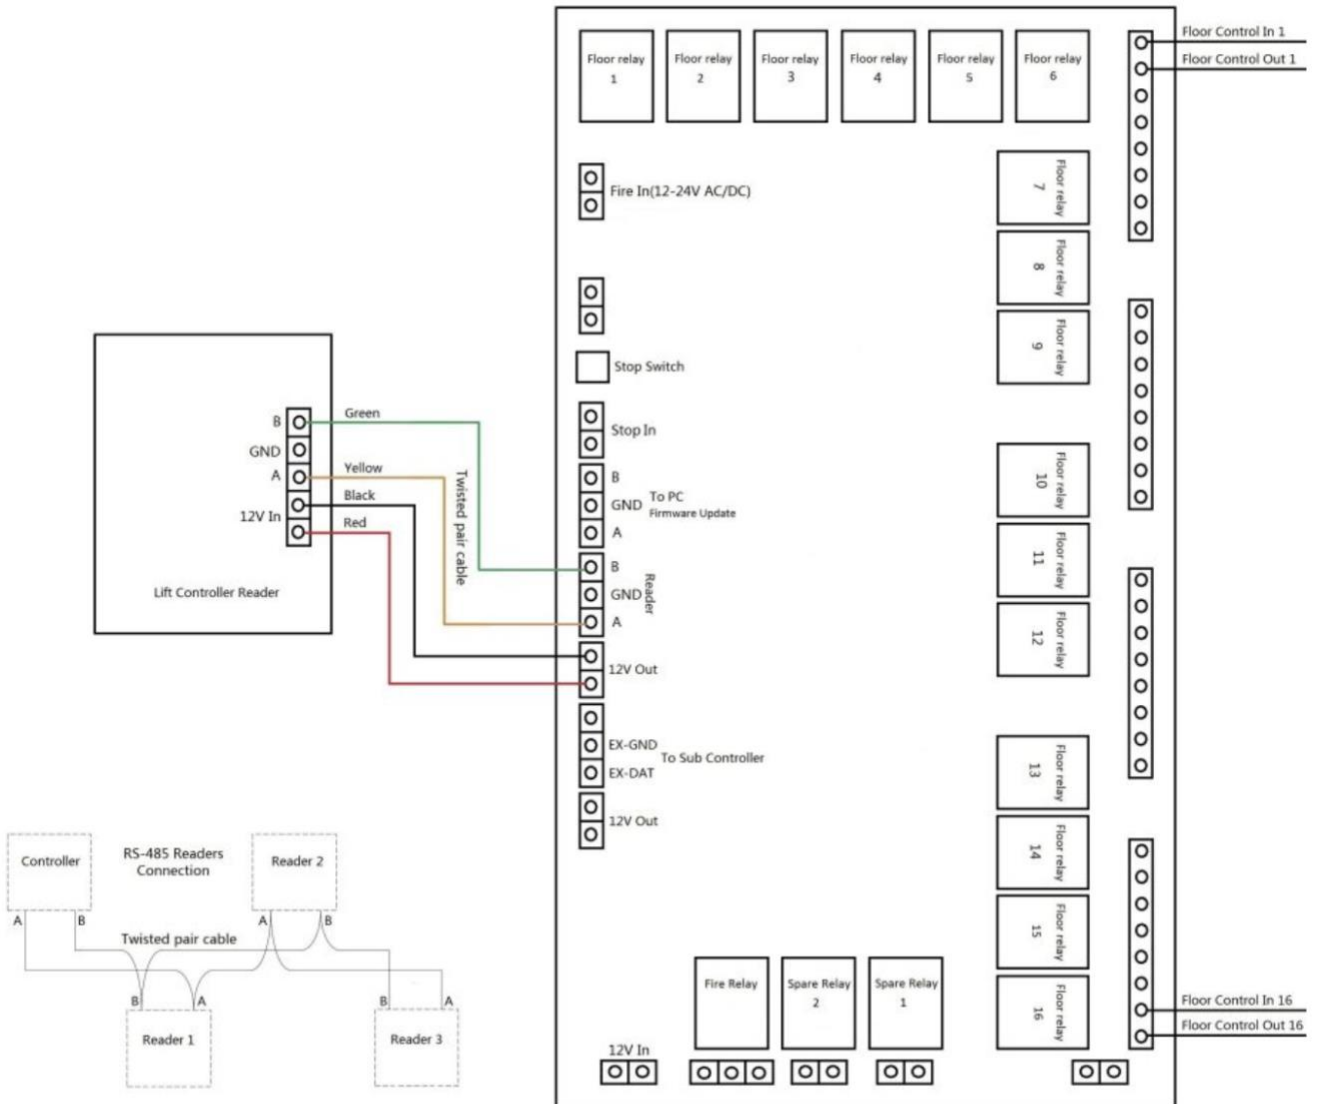 Floor relay
1
Floor relay
2
Floor relay
3
Floor relay
4
Floor relay
5
Floor relay
6
Floor Control In 1
Floor Control Out 1
Fire In(12-24V AC/DC)
Floor relay
7
Floor relay
8
Floor relay
9
Stop Switch
Stop In
B
GND
A
To PC
Firmware Update
B
GND
A
Reader
12V Out
EX-GND
EX-DAT
To Sub Controller
12V Out
B
GND
A
12V In
Lift Controller Reader
Green
Yellow
Black
Red
Twisted pair cable
Floor relay
10
Floor relay
11
Floor relay
12
Floor relay
13
Floor relay
14
Floor relay
15
Floor relay
16
Floor Control In 16
Floor Control Out 16
Fire Relay
Spare Relay
2
Spare Relay
1
12V In
Controller
RS-485 Readers
Connection
Reader 2
A
B
A
B
Twisted pair cable
B
A
B
A
Reader 1
Reader 3